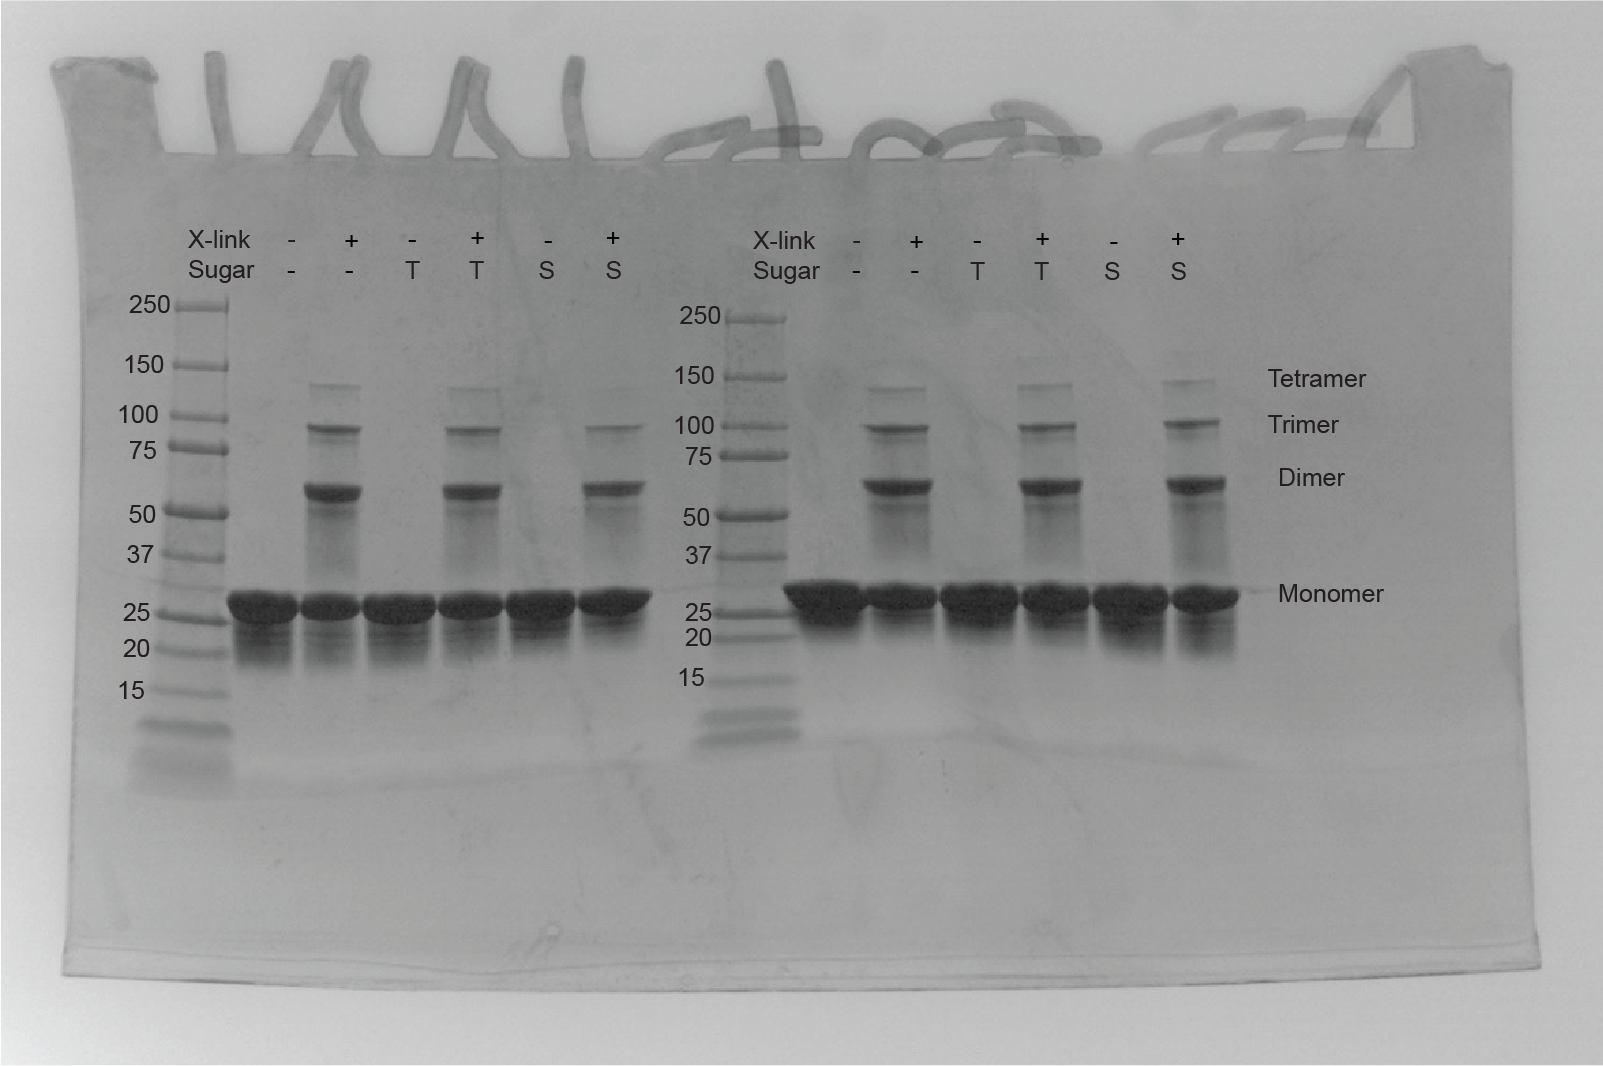 X-link - + - + - +
Sugar - - T T S S
250
150
100
75
50
37
25
20
15
X-link - + - + - +
Sugar - - T T S S
250
150
100
75
50
37
25
20
15
Tetramer
Trimer
Dimer
Monomer